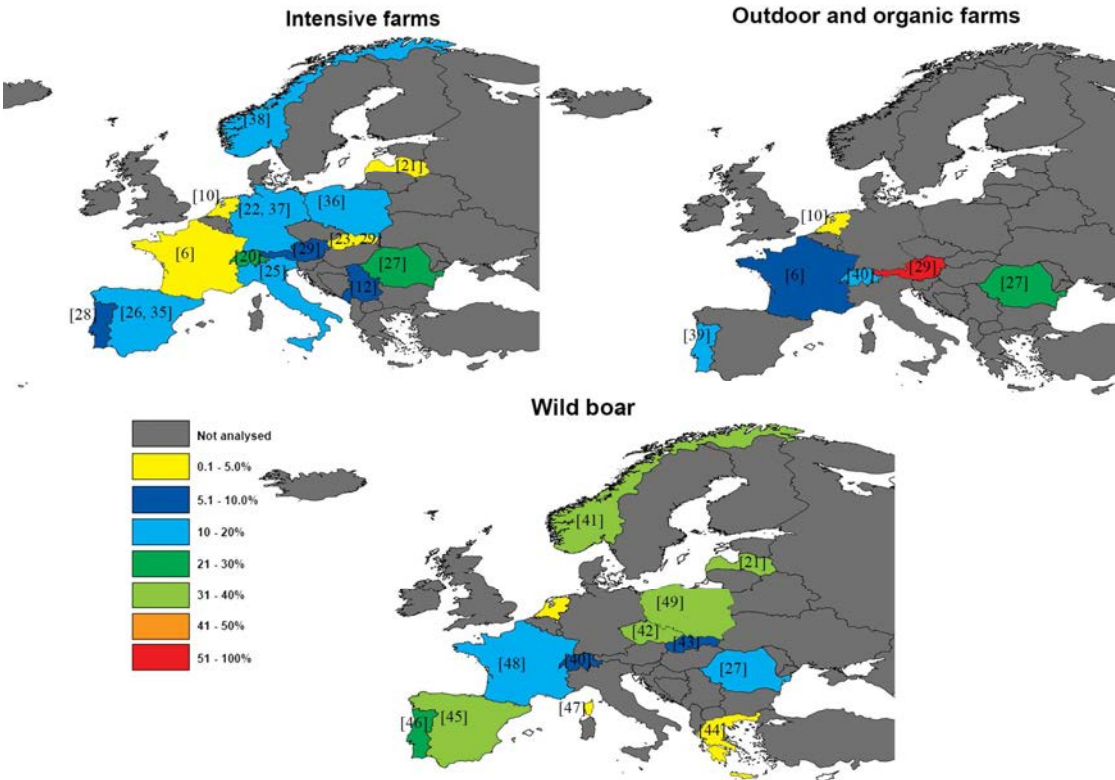 Intensive farms
[38]
[21]
[10]
[22, 37]
[36]
[6]
[20]
[29]
[23, 29]
[25]
[12]
[27]
[28]
[26, 35]
Outdoor and organic farms
[10]
[6]
[40]
[29]
[27]
[39]
Wild boar
Not analysed
0.1 - 5.0%
5.1 - 10.0%
10 - 20%
21 - 30%
31 - 40%
41 - 50%
51 - 100%
[41]
[21]
[49]
[42]
[43]
[48]
[40]
[27]
[47]
[46]
[45]
[44]